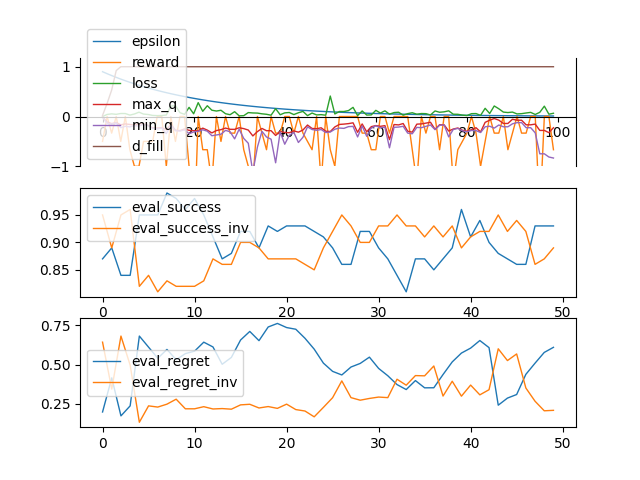 epsilon
reward
loss
max_q
min_q
d_fill
1
0
−1
0
20
40
60
80
100
eval_success
eval_success_inv
0.95
0.90
0.85
0
10
20
30
40
50
eval_regret
eval_regret_inv
0.75
0.50
0.25
0
10
20
30
40
50